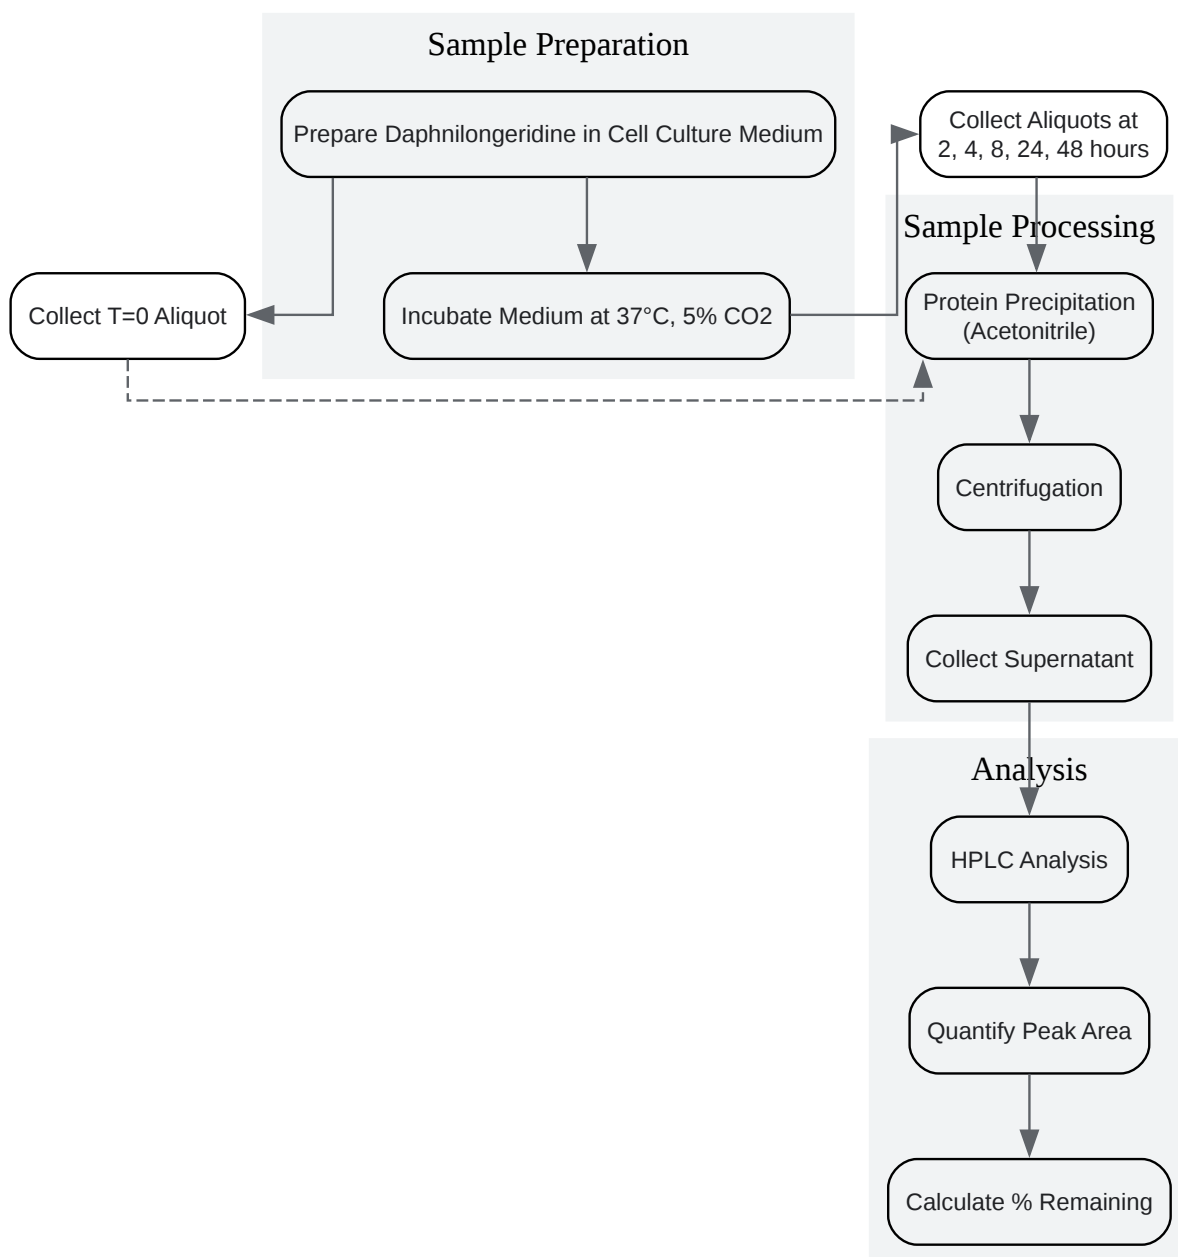 Sample Preparation
Prepare Daphnilongeridine in Cell Culture Medium
Collect Aliquots at
2, 4, 8, 24, 48 hours
Sample Processing
Collect T=0 Aliquot
Incubate Medium at 37°C, 5% CO2
Protein Precipitation
(Acetonitrile)
Centrifugation
Collect Supernatant
Analysis
HPLC Analysis
Quantify Peak Area
Calculate % Remaining